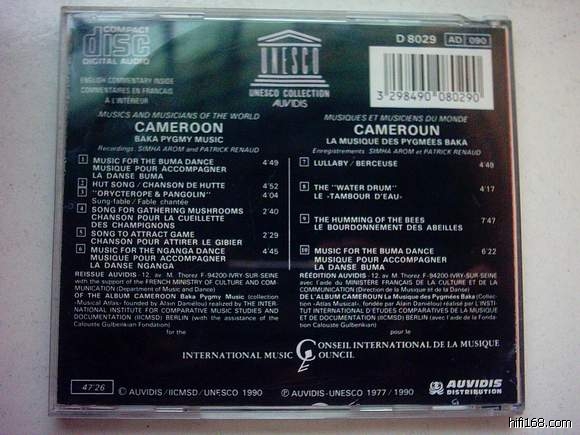 COMPACT
disc
DIGITAL AUDIO
UNESCO
UNESCO COLLECTION
AUVIDIS
D 8029
AD 090
3 298490 080290
ENGLISH COMMENTARY INSIDE
COMMENTAIRES EN FRANÇAIS
À L'INTÉRIEUR
MUSICS AND MUSICIANS OF THE WORLD
CAMEROON
BAKA PYGMY MUSIC
Recordings: SIMHA AROM and PATRICK RENAUD
1 MUSIC FOR THE BUMA DANCE 4'49
MUSIQUE POUR ACCOMPAGNER
LA DANSE BUMA
2 HUT SONG / CHANSON DE HUTTE 4'52
3 "ORYCTEROPE & PANGOLIN" 2'04
Sung-fable / Fable chantée
4 SONG FOR GATHERING MUSHROOMS 2'40
CHANSON POUR LA CUEILLETTE
DES CHAMPIGNONS
5 SONG TO ATTRACT GAME 2'29
CHANSON POUR ATTIRER LE GIBIER
6 MUSIC FOR THE NGANGA DANCE 4'45
MUSIQUE POUR ACCOMPAGNER
LA DANSE NGANGA
REISSUE AUVIDIS - 12, av. M. Thorez F-94200-IVRY-SUR-SEINE
with the support of the FRENCH MINISTRY OF CULTURE AND COM-
MUNICATION (Department of Music and Dance)
OF THE ALBUM CAMEROON Baka Pygmy Music (collection
«Musical Atlas» founded by Alain Daniélou) realized by THE INTER-
NATIONAL INSTITUTE FOR COMPARATIVE MUSIC STUDIES AND
DOCUMENTATION (IICMSD) BERLIN (with the assistance of the
Calouste Gulbenkian Fondation)
for the
MUSIQUES ET MUSICIENS DU MONDE
CAMEROUN
LA MUSIQUE DES PYGMÉES BAKA
Enregistrements: SIMHA AROM et PATRICK RENAUD
7 LULLABY / BERCEUSE 4'49
8 THE "WATER DRUM" 4'17
LE «TAMBOUR D'EAU»
9 THE HUMMING OF THE BEES 7'47
LE BOURDONNEMENT DES ABEILLES
10 MUSIC FOR THE BUMA DANCE 6'22
MUSIQUE POUR ACCOMPAGNER
LA DANSE BUMA
RÉÉDITION AUVIDIS - 12, av. M. Thorez F-94200 IVRY-SUR-SEINE
avec l'aide du MINISTÈRE FRANÇAIS DE LA CULTURE ET DE LA
COMMUNICATION (direction de la Musique et de la Danse)
DE L'ALBUM CAMEROUN La Musique des Pygmées Baka (Collec-
tion «Atlas Musical», fondée par Alain Daniélou) réalisé par L'INSTI-
TUT INTERNATIONAL D'ETUDES COMPARATIVES DE LA MUSIQUE
ET DE DOCUMENTATION (IICMSD) BERLIN (avec l'aide de la Fonda-
tion Calouste Gulbenkian)
pour le
CONSEIL INTERNATIONAL DE LA MUSIQUE
INTERNATIONAL MUSIC COUNCIL
47'26
© AUVIDIS / IICMSD / UNESCO 1990
℗ AUVIDIS-UNESCO 1977 / 1990
AUVIDIS
DISTRIBUTION
G
hifi168.com